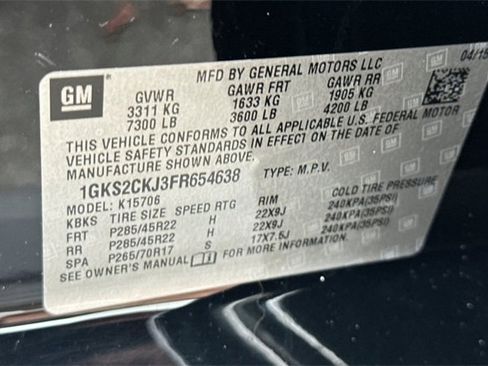 MFD BY GENERAL MOTORS LLC 04/15
GM GVWR GAWR FRT GAWR RR
3311 KG 1633 KG 1905 KG
7300 LB 3600 LB 4200 LB
THIS VEHICLE CONFORMS TO ALL APPLICABLE U.S. FEDERAL MOTOR
VEHICLE SAFETY STANDARDS IN EFFECT ON THE DATE OF
MANUFACTURE SHOWN ABOVE.
1GKS2CKJ3FR654638 TYPE: M.P.V.
MODEL: K15706
KBKS TIRE SIZE SPEED RTG RIM COLD TIRE PRESSURE
FRT P285/45R22 H 22X9J 240KPA(35PSI)
RR P285/45R22 H 22X9J 240KPA(35PSI)
SPA P265/70R17 S 17X7.5J 240KPA(35PSI)
SEE OWNER'S MANUAL FOR MORE INFORMATION.